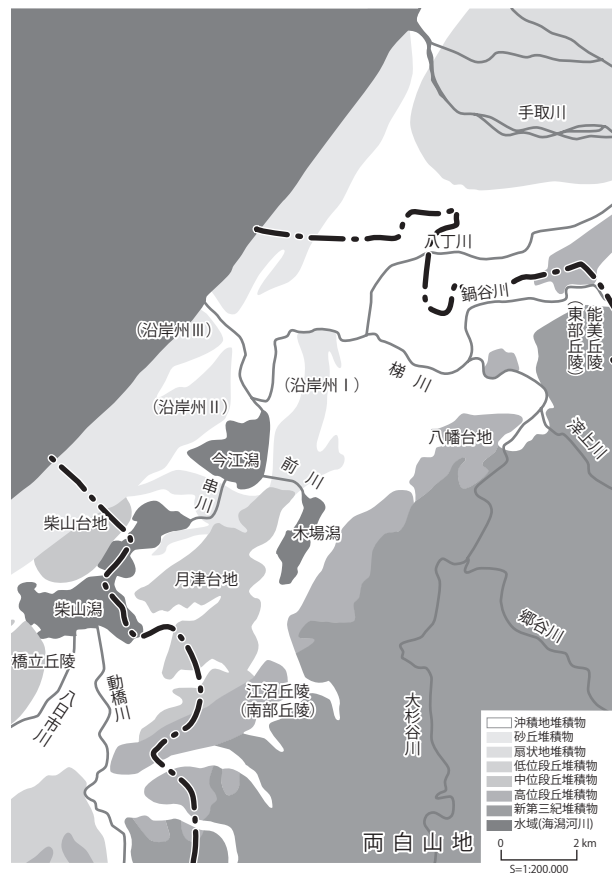 手取川
八丁川
鍋谷川
能美丘陵
（東部丘陵）
（沿岸州Ⅲ）
梯川
（沿岸州Ⅰ）
（沿岸州Ⅱ）
八幡台地
滓上川
今江潟
前川
串川
柴山台地
木場潟
月津台地
柴山潟
郷谷川
橋立丘陵
動橋川
八日市川
江沼丘陵
（南部丘陵）
大杉谷川
両白山地
沖積地堆積物
砂丘堆積物
扇状地堆積物
低位段丘堆積物
中位段丘堆積物
高位段丘堆積物
新第三紀堆積物
水域(海潟河川)
0 2 km
S=1:200.000